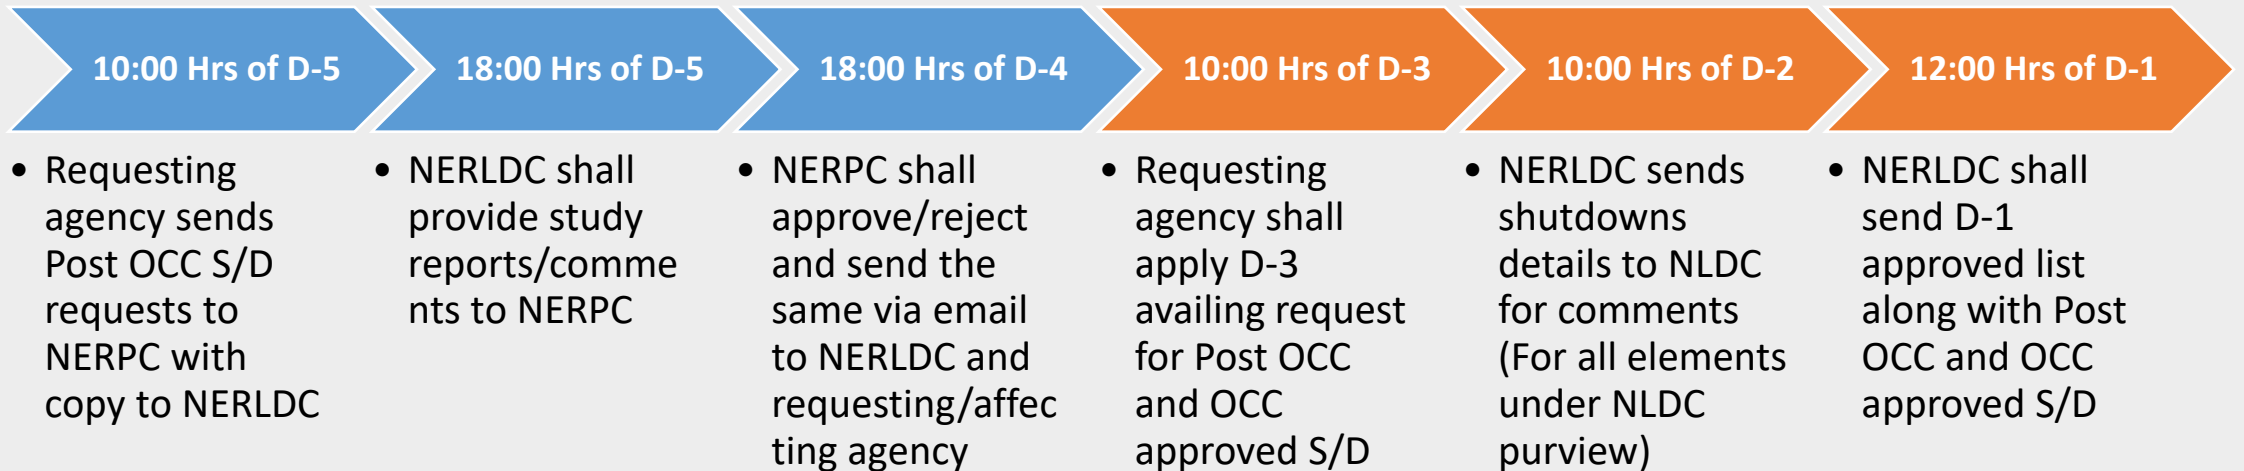 10:00 Hrs of D-5
• Requesting
agency sends
Post OCC S/D
requests to
NERPC with
copy to NERLDC
18:00 Hrs of D-5
• NERLDC shall
provide study
reports/comme
nts to NERPC
18:00 Hrs of D-4
• NERPC shall
approve/reject
and send the
same via email
to NERLDC and
requesting/affec
ting agency
10:00 Hrs of D-3
• Requesting
agency shall
apply D-3
availing request
for Post OCC
and OCC
approved S/D
10:00 Hrs of D-2
• NERLDC sends
shutdowns
details to NLDC
for comments
(For all elements
under NLDC
purview)
12:00 Hrs of D-1
• NERLDC shall
send D-1
approved list
along with Post
OCC and OCC
approved S/D